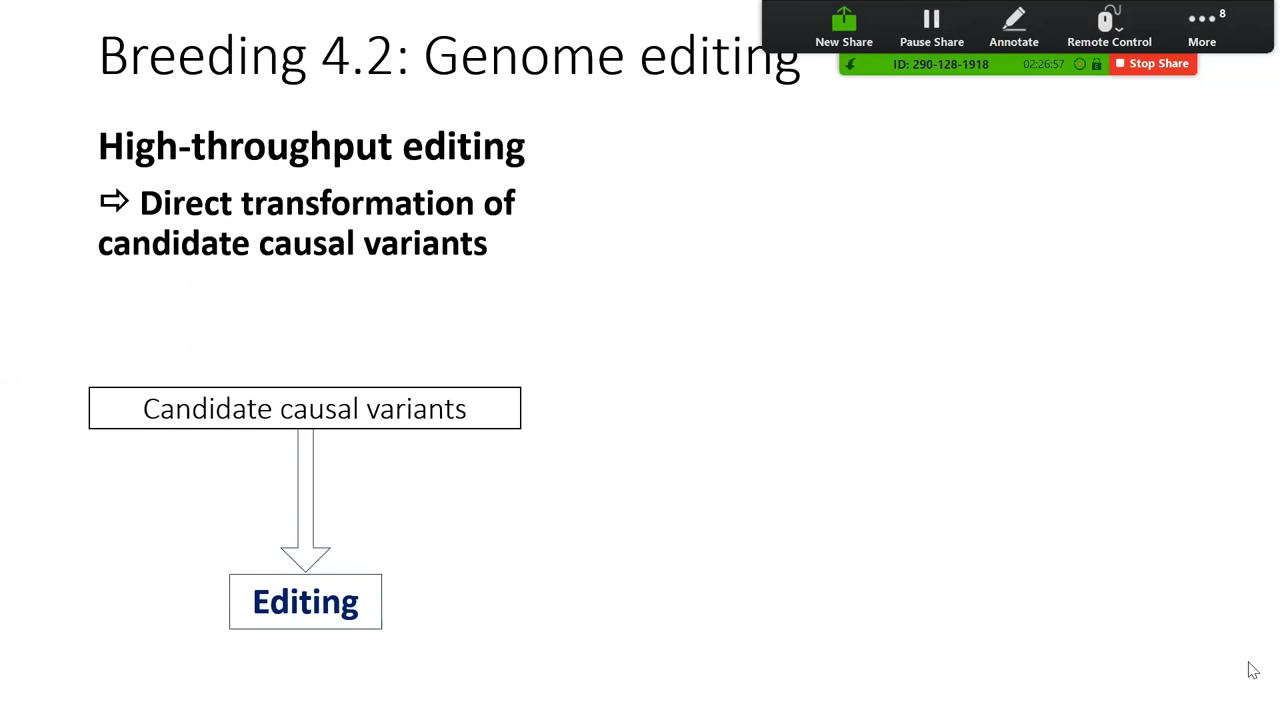 Breeding 4.2: Genome editing
New Share
Pause Share
Annotate
Remote Control
More
8
ID: 290-128-1918
02:26:57
Stop Share
High-throughput editing
⇨ Direct transformation of
candidate causal variants
Candidate causal variants
Editing